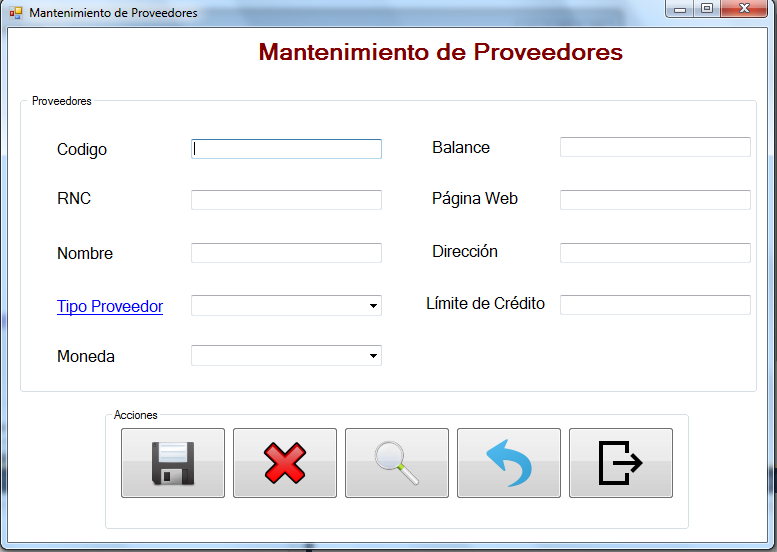 Mantenimiento de Proveedores
Mantenimiento de Proveedores
Proveedores
Codigo
RNC
Nombre
Tipo Proveedor
Moneda
Balance
Página Web
Dirección
Límite de Crédito
Acciones